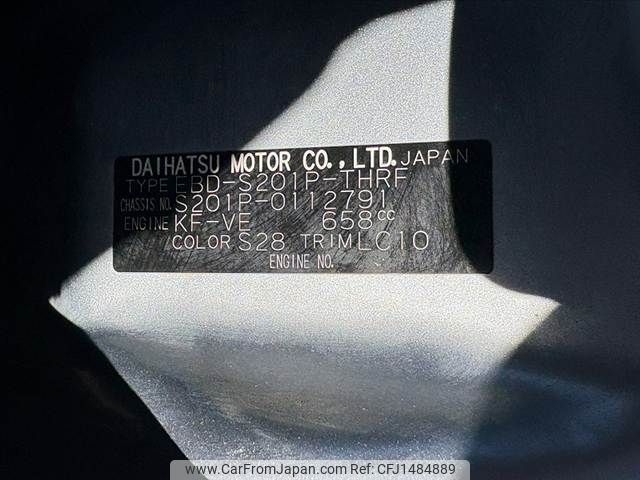 DAIHATSU MOTOR CO.,LTD. JAPAN
TYPE EBD-S201P-THRF
CHASSIS NO. S201P-0112791
ENGINE KF-VE 658cc
COLOR S28 TRIM LC10
ENGINE NO.
www.CarFromJapan.com © CarFromJapan CFJ1484889